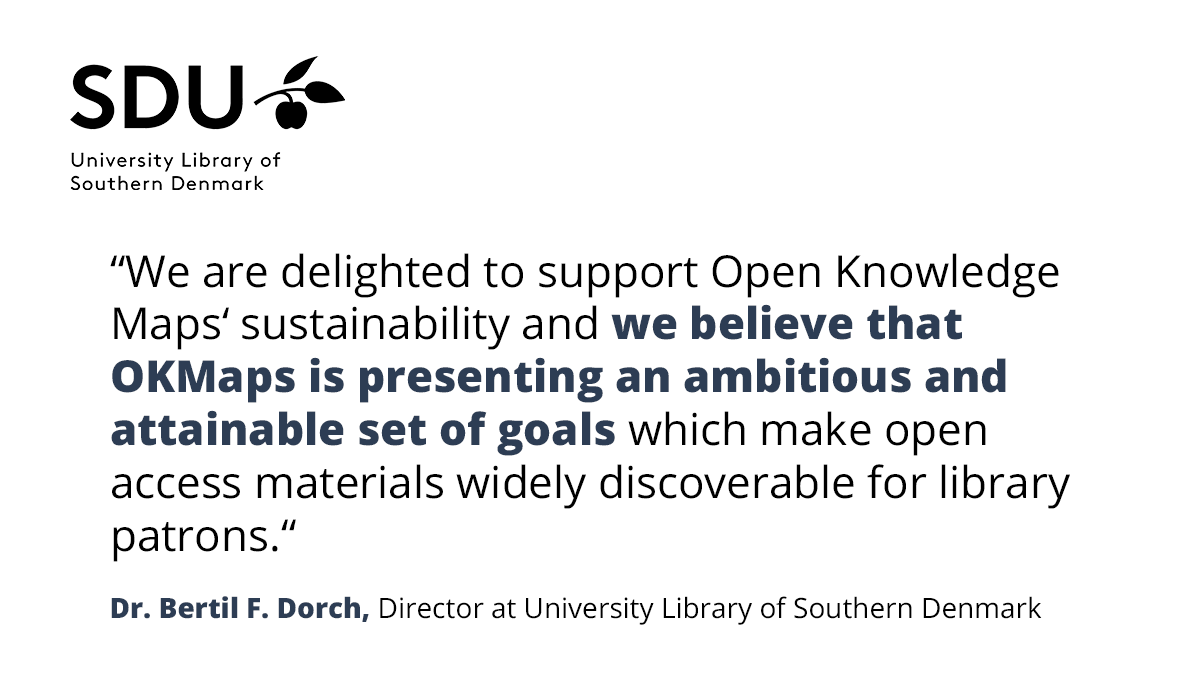 SDU
University Library of
Southern Denmark
“We are delighted to support Open Knowledge
Maps‘ sustainability and we believe that
OKMaps is presenting an ambitious and
attainable set of goals which make open
access materials widely discoverable for library
patrons.“
Dr. Bertil F. Dorch, Director at University Library of Southern Denmark